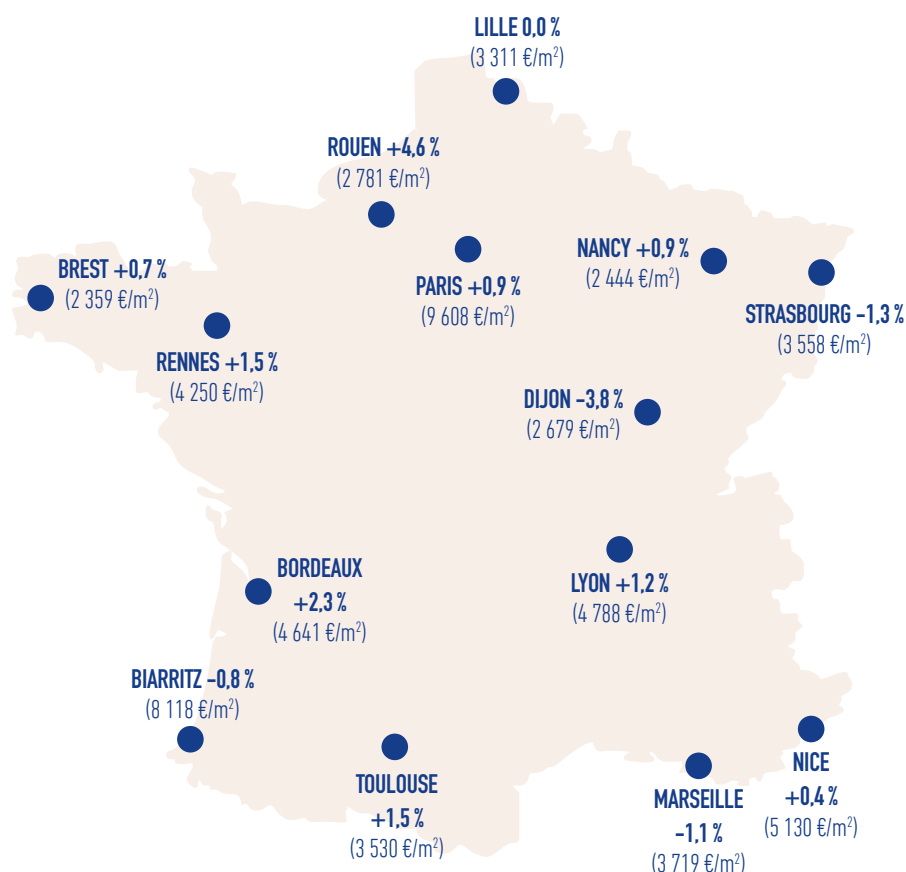 LILLE 0,0 %
(3 311 €/m²)
ROUEN +4,6 %
(2 781 €/m²)
PARIS +0,9 %
(9 608 €/m²)
NANCY +0,9 %
(2 444 €/m²)
STRASBOURG -1,3 %
(3 558 €/m²)
BREST +0,7 %
(2 359 €/m²)
RENNES +1,5 %
(4 250 €/m²)
DIJON -3,8 %
(2 679 €/m²)
BORDEAUX
+2,3 %
(4 641 €/m²)
LYON +1,2 %
(4 788 €/m²)
BIARRITZ -0,8 %
(8 118 €/m²)
TOULOUSE
+1,5 %
(3 530 €/m²)
MARSEILLE
-1,1 %
(3 719 €/m²)
NICE
+0,4 %
(5 130 €/m²)